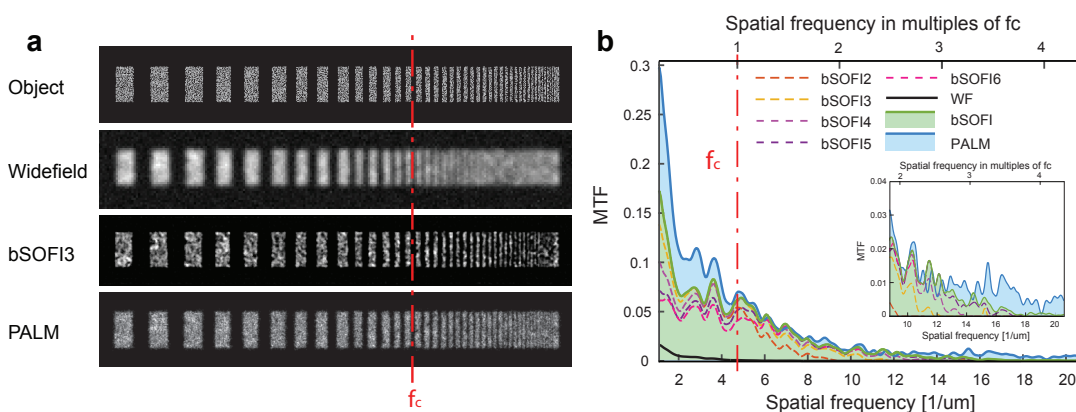 a
Object
Widefield
bSOFI3
PALM
fc
b
Spatial frequency in multiples of fc
1 2 3 4
0.3
0.25
0.2
0.15
0.1
0.05
0
MTF
fc
bSOFI2
bSOFI3
bSOFI4
bSOFI5
bSOFI6
WF
bSOFI
PALM
Spatial frequency in multiples of fc
2 3 4
0.04
0.03
0.02
0.01
0
MTF
10 12 14 16 18 20
Spatial frequency [1/um]
2 4 6 8 10 12 14 16 18 20
Spatial frequency [1/um]